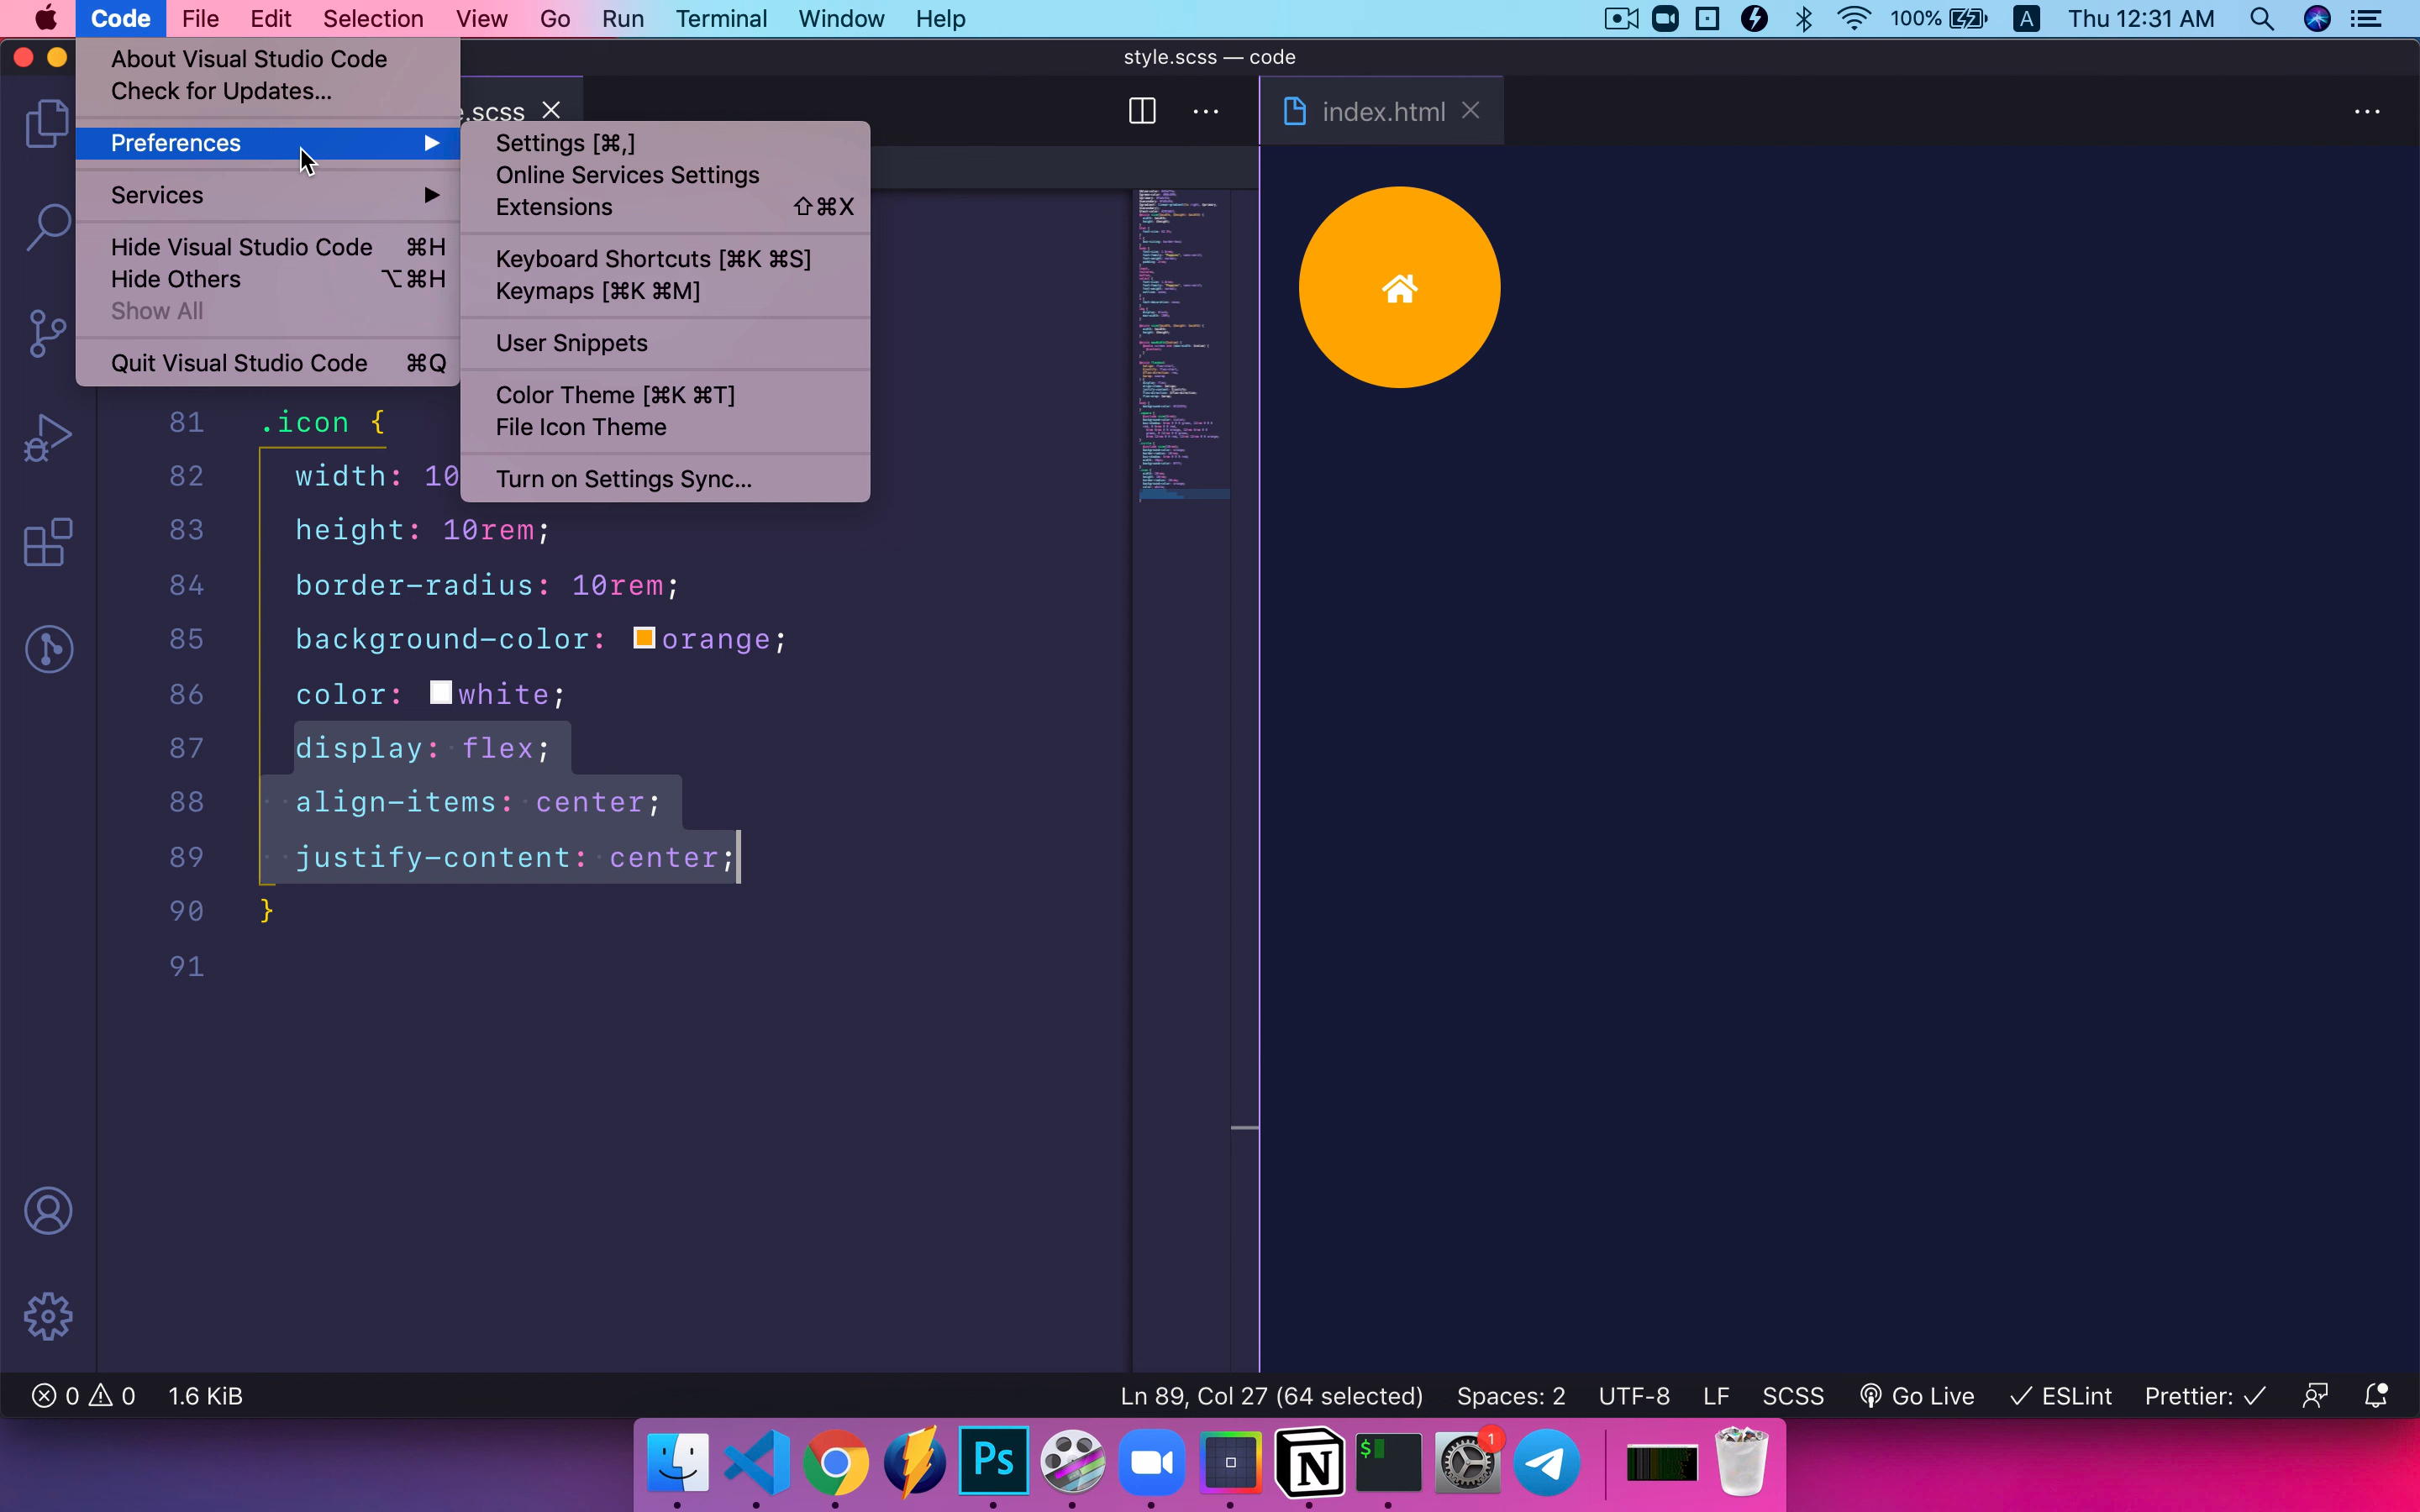 Code File Edit Selection View Go Run Terminal Window Help 100% A Thu 12:31 AM
style.scss — code
About Visual Studio Code
Check for Updates...
Preferences
Services
Hide Visual Studio Code ⌘H
Hide Others ⌥⌘H
Show All
Quit Visual Studio Code ⌘Q
.scss
index.html
Settings [⌘,]
Online Services Settings
Extensions ⇧⌘X
Keyboard Shortcuts [⌘K ⌘S]
Keymaps [⌘K ⌘M]
User Snippets
Color Theme [⌘K ⌘T]
File Icon Theme
Turn on Settings Sync...
81 .icon {
82 width: 10
83 height: 10rem;
84 border-radius: 10rem;
85 background-color: orange;
86 color: white;
87 display: flex;
88 align-items: center;
89 justify-content: center;
90 }
91
0 0 1.6 KiB Ln 89, Col 27 (64 selected) Spaces: 2 UTF-8 LF SCSS Go Live ✓ ESLint Prettier: ✓
Ps N $ 1